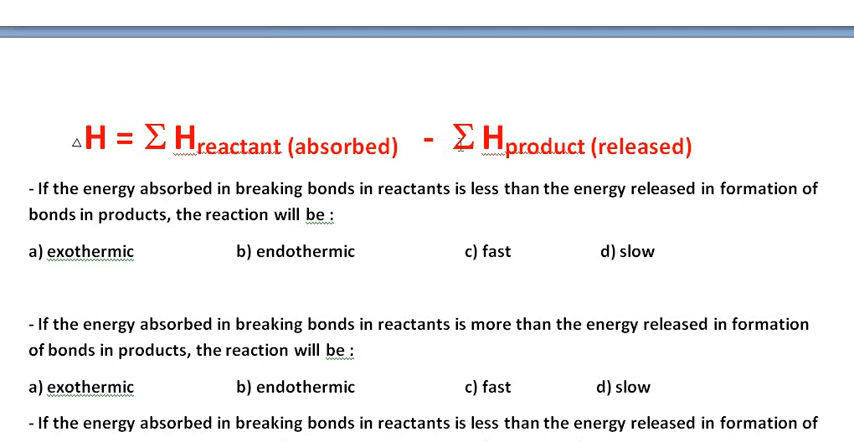 △H = Σ Hreactant (absorbed) - Σ Hproduct (released)
- If the energy absorbed in breaking bonds in reactants is less than the energy released in formation of
bonds in products, the reaction will be :
a) exothermic b) endothermic c) fast d) slow
- If the energy absorbed in breaking bonds in reactants is more than the energy released in formation
of bonds in products, the reaction will be :
a) exothermic b) endothermic c) fast d) slow
- If the energy absorbed in breaking bonds in reactants is less than the energy released in formation of